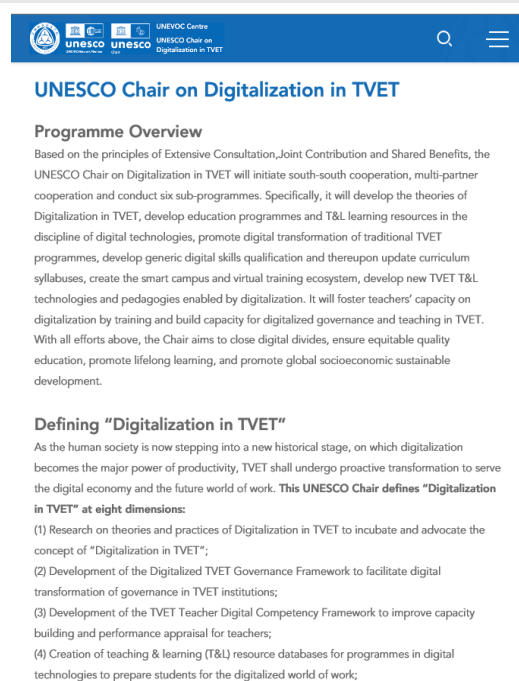 UNEVOC Centre
unesco unesco
UNESCO Chair on
Digitalization in TVET
UNESCO Chair on Digitalization in TVET
Programme Overview
Based on the principles of Extensive Consultation,Joint Contribution and Shared Benefits, the
UNESCO Chair on Digitalization in TVET will initiate south-south cooperation, multi-partner
cooperation and conduct six sub-programmes. Specifically, it will develop the theories of
Digitalization in TVET, develop education programmes and T&L learning resources in the
discipline of digital technologies, promote digital transformation of traditional TVET
programmes, develop generic digital skills qualification and thereupon update curriculum
syllabuses, create the smart campus and virtual training ecosystem, develop new TVET T&L
technologies and pedagogies enabled by digitalization. It will foster teachers' capacity on
digitalization by training and build capacity for digitalized governance and teaching in TVET.
With all efforts above, the Chair aims to close digital divides, ensure equitable quality
education, promote lifelong learning, and promote global socioeconomic sustainable
development.
Defining “Digitalization in TVET“
As the human society is now stepping into a new historical stage, on which digitalization
becomes the major power of productivity, TVET shall undergo proactive transformation to serve
the digital economy and the future world of work. This UNESCO Chair defines “Digitalization
in TVET” at eight dimensions:
(1) Research on theories and practices of Digitalization in TVET to incubate and advocate the
concept of “Digitalization in TVET”;
(2) Development of the Digitalized TVET Governance Framework to facilitate digital
transformation of governance in TVET institutions;
(3) Development of the TVET Teacher Digital Competency Framework to improve capacity
building and performance appraisal for teachers;
(4) Creation of teaching & learning (T&L) resource databases for programmes in digital
technologies to prepare students for the digitalized world of work;